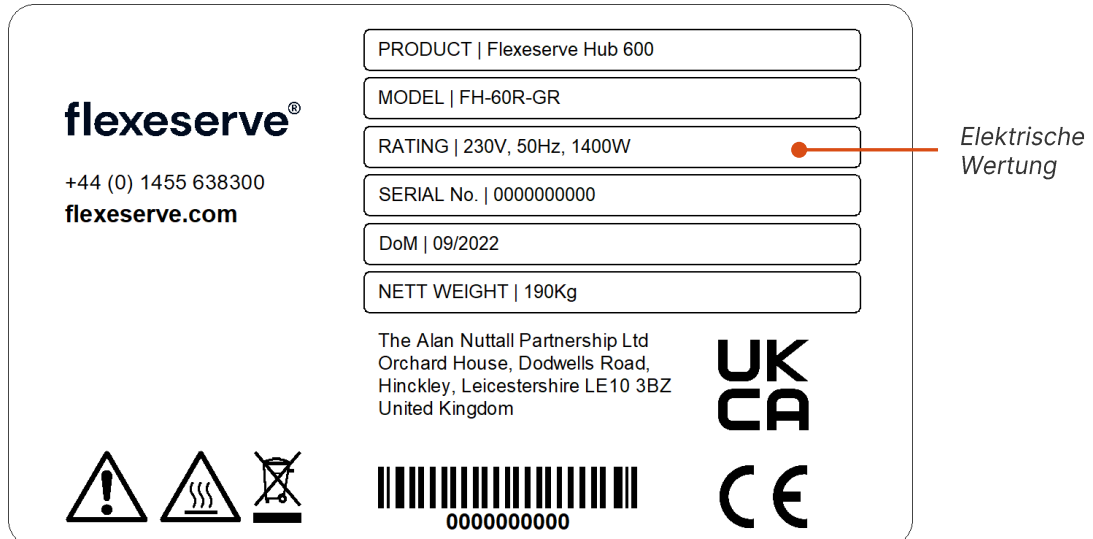 flexeserve®
+44 (0) 1455 638300
flexeserve.com
PRODUCT | Flexeserve Hub 600
MODEL | FH-60R-GR
RATING | 230V, 50Hz, 1400W
SERIAL No. | 0000000000
DoM | 09/2022
NETT WEIGHT | 190Kg
Elektrische
Wertung
The Alan Nuttall Partnership Ltd
Orchard House, Dodwells Road,
Hinckley, Leicestershire LE10 3BZ
United Kingdom
UK
CA
0000000000
CE